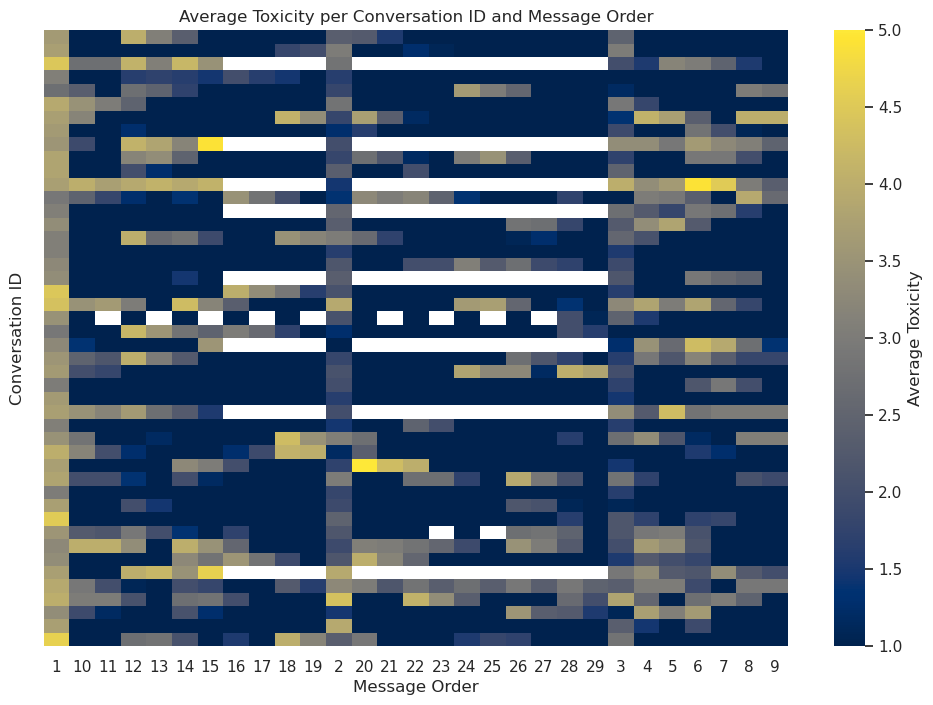 Average Toxicity per Conversation ID and Message Order
Conversation ID
1 10 11 12 13 14 15 16 17 18 19 2 20 21 22 23 24 25 26 27 28 29 3 4 5 6 7 8 9
Message Order
5.0
4.5
4.0
3.5
3.0
2.5
2.0
1.5
1.0
Average Toxicity